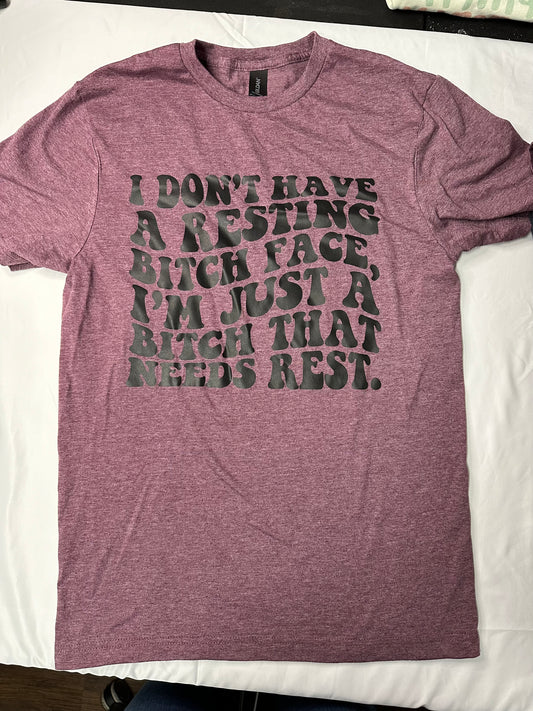 I DON'T HAVE
A RESTING
BITCH FACE,
I'M JUST A
BITCH THAT
NEEDS REST.